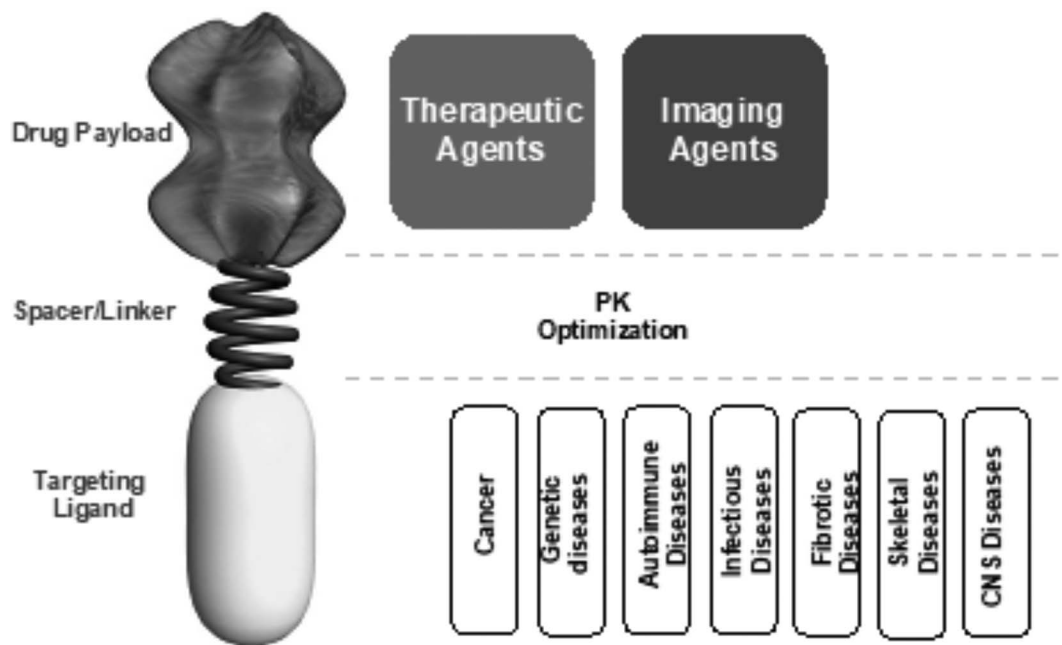 Drug Payload
Therapeutic
Agents
Imaging
Agents
Spacer/Linker
PK
Optimization
Targeting
Ligand
Cancer
Genetic
diseases
Autoimmune
Diseases
Infectious
Diseases
Fibrotic
Diseases
Skeletal
Diseases
CNS Diseases